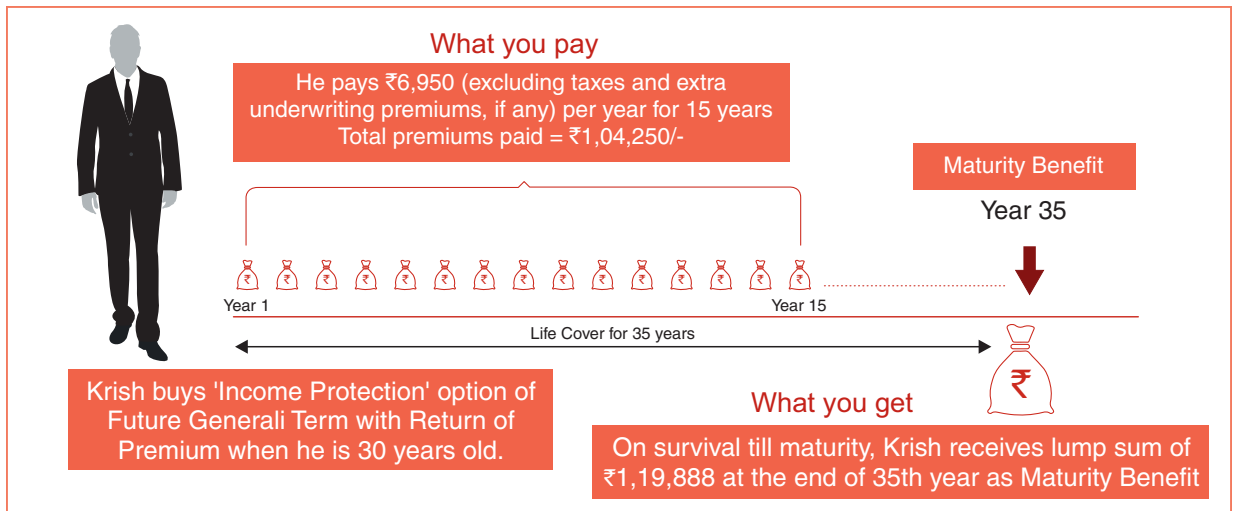 What you pay
He pays ₹6,950 (excluding taxes and extra
underwriting premiums, if any) per year for 15 years
Total premiums paid = ₹1,04,250/-
Maturity Benefit
Year 35
₹ ₹ ₹ ₹ ₹ ₹ ₹ ₹ ₹ ₹ ₹ ₹ ₹ ₹ ₹
Year 1 Year 15
Life Cover for 35 years
₹
Krish buys 'Income Protection' option of
Future Generali Term with Return of
Premium when he is 30 years old.
What you get
On survival till maturity, Krish receives lump sum of
₹1,19,888 at the end of 35th year as Maturity Benefit